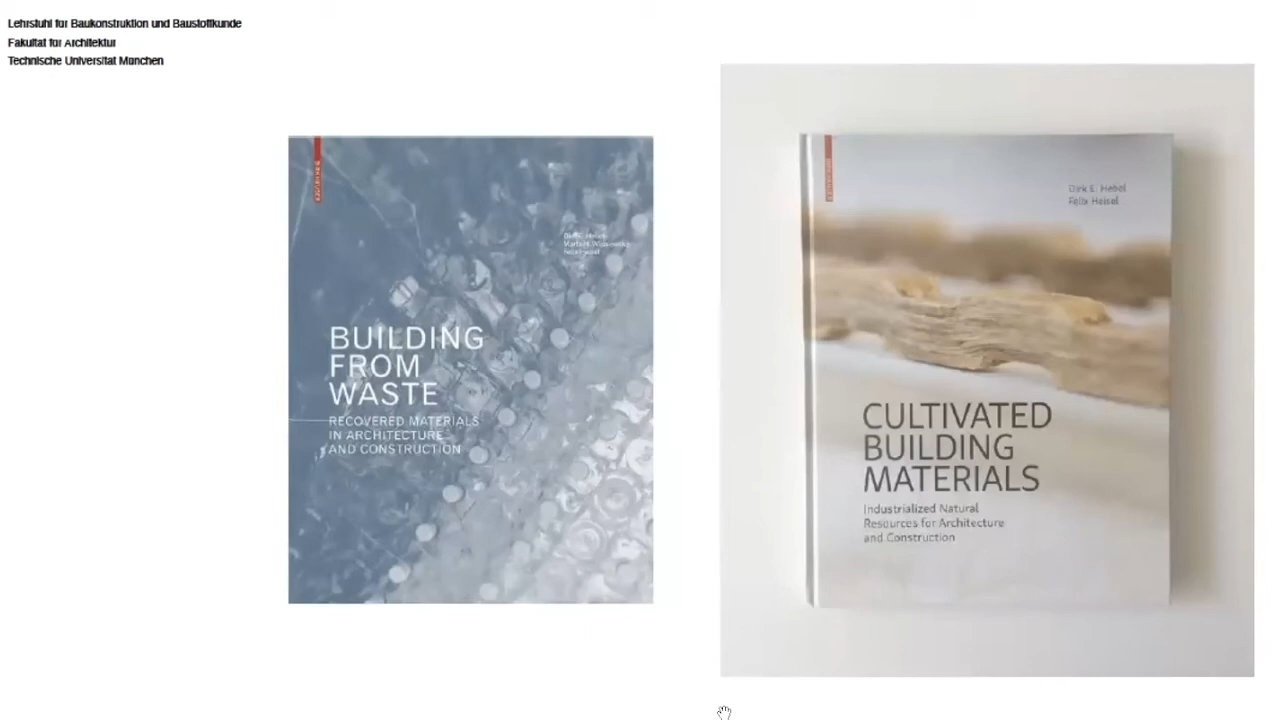 Lehrstuhl für Baukonstruktion und Baustoffkunde
Fakultät für Architektur
Technische Universität München
BUILDING
FROM
WASTE
RECOVERED MATERIALS
IN ARCHITECTURE
AND CONSTRUCTION
Dirk E. Hebel
Felix Heisel
CULTIVATED
BUILDING
MATERIALS
Industrialized Natural
Resources for Architecture
and Construction